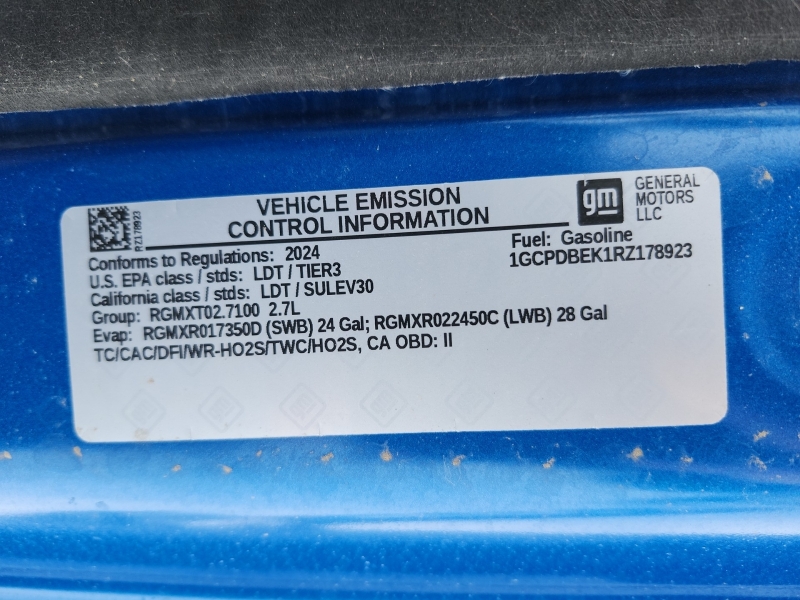 VEHICLE EMISSION
CONTROL INFORMATION
gm
GENERAL
MOTORS
LLC
RZ178923
Conforms to Regulations: 2024
U.S. EPA class / stds: LDT / TIER3
California class / stds: LDT / SULEV30
Group: RGMXT02.7100 2.7L
Evap: RGMXR017350D (SWB) 24 Gal; RGMXR022450C (LWB) 28 Gal
TC/CAC/DFI/WR-HO2S/TWC/HO2S, CA OBD: II
Fuel: Gasoline
1GCPDBEK1RZ178923